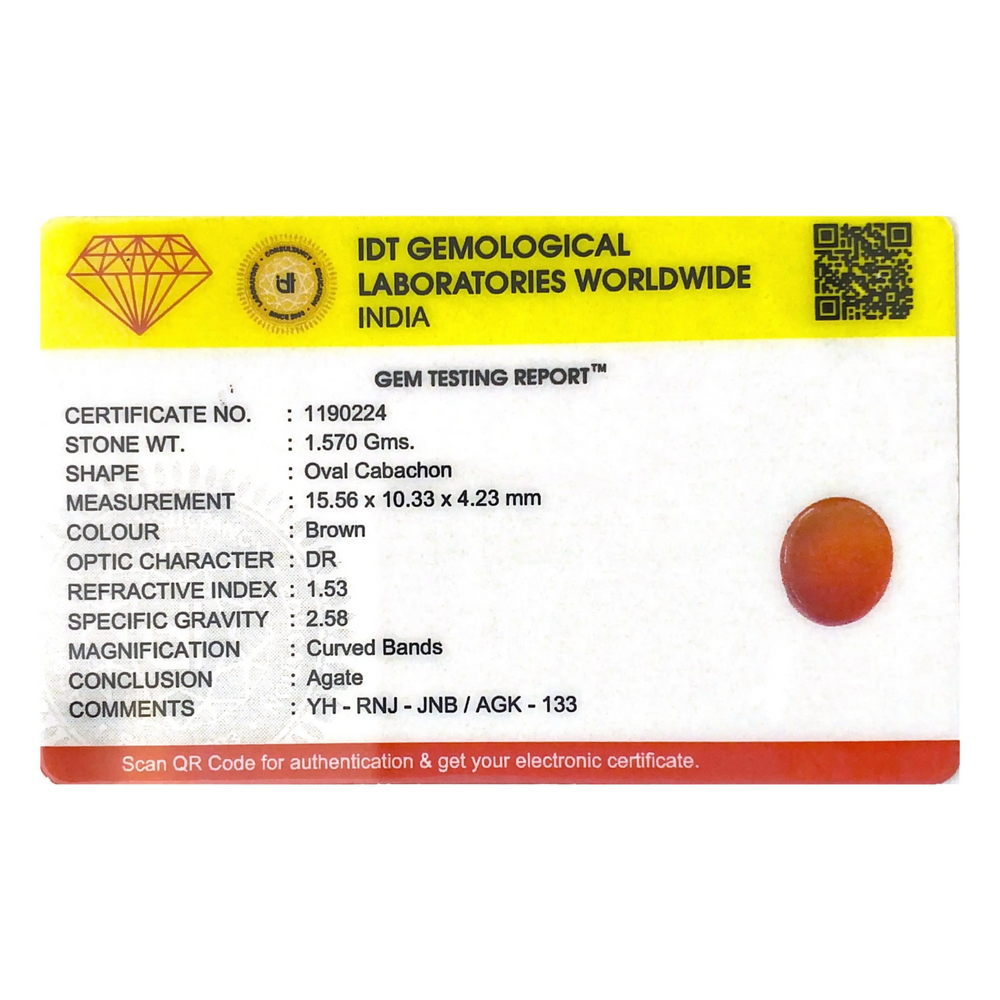 IDT GEMOLOGICAL
LABORATORIES WORLDWIDE
INDIA
CONSULTANCY
SINCE
idt
GEM TESTING REPORT™
CERTIFICATE NO. : 1190224
STONE WT. : 1.570 Gms.
SHAPE : Oval Cabachon
MEASUREMENT : 15.56 x 10.33 x 4.23 mm
COLOUR : Brown
OPTIC CHARACTER : DR
REFRACTIVE INDEX : 1.53
SPECIFIC GRAVITY : 2.58
MAGNIFICATION : Curved Bands
CONCLUSION : Agate
COMMENTS : YH - RNJ - JNB / AGK - 133
Scan QR Code for authentication & get your electronic certificate.